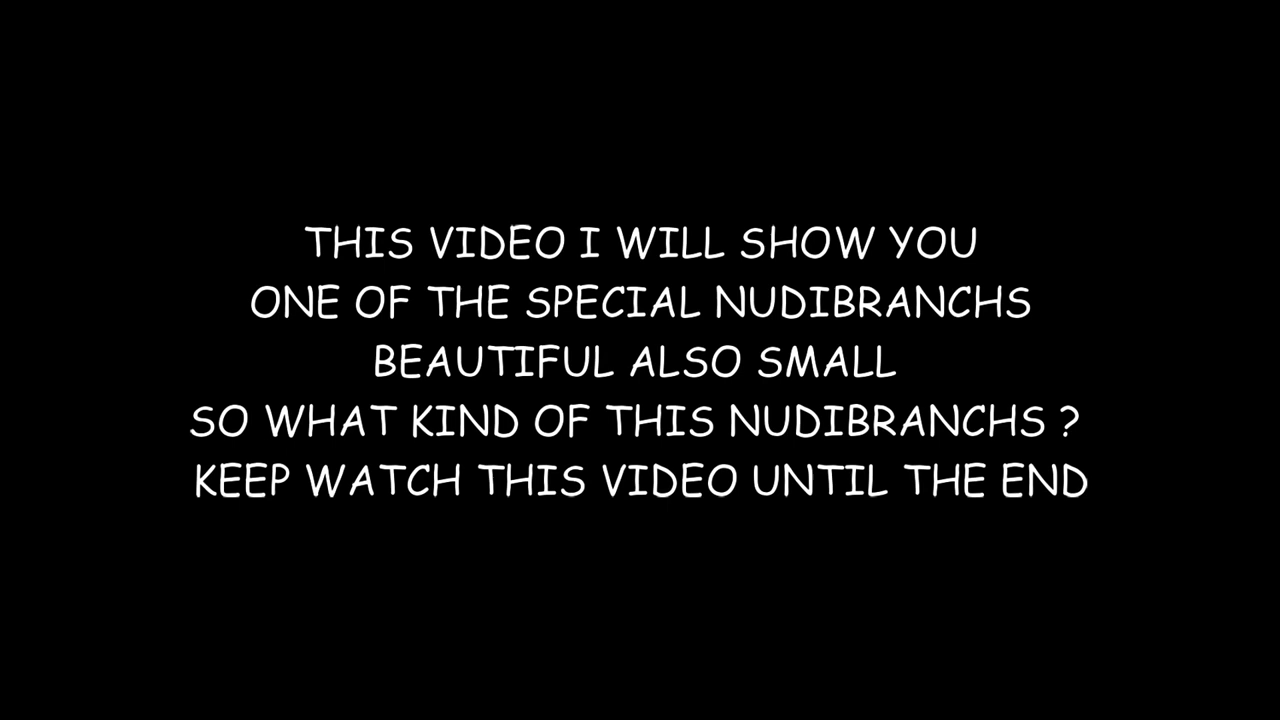 THIS VIDEO I WILL SHOW YOU
ONE OF THE SPECIAL NUDIBRANCHS
BEAUTIFUL ALSO SMALL
SO WHAT KIND OF THIS NUDIBRANCHS ?
KEEP WATCH THIS VIDEO UNTIL THE END